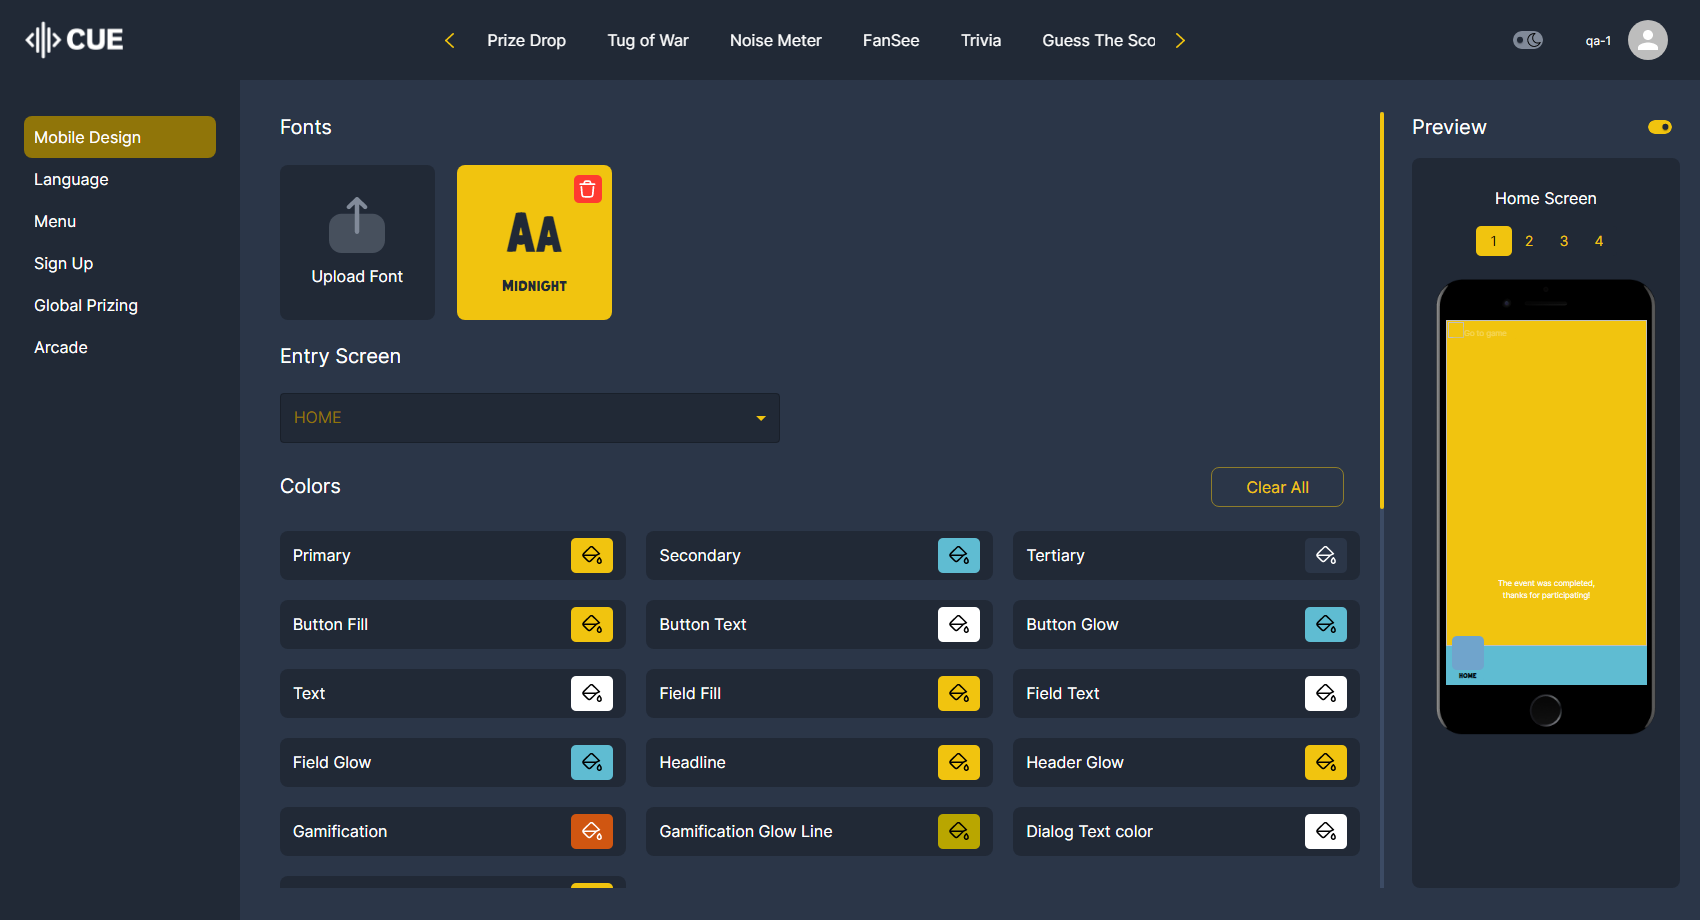 CUE
Prize Drop
Tug of War
Noise Meter
FanSee
Trivia
Guess The Sco
qa-1
Mobile Design
Language
Menu
Sign Up
Global Prizing
Arcade
Fonts
Upload Font
AA
MIDNIGHT
Entry Screen
HOME
Colors
Clear All
Primary
Secondary
Tertiary
Button Fill
Button Text
Button Glow
Text
Field Fill
Field Text
Field Glow
Headline
Header Glow
Gamification
Gamification Glow Line
Dialog Text color
Preview
Home Screen
1 2 3 4
Go to game
The event was completed,
thanks for participating!
HOME